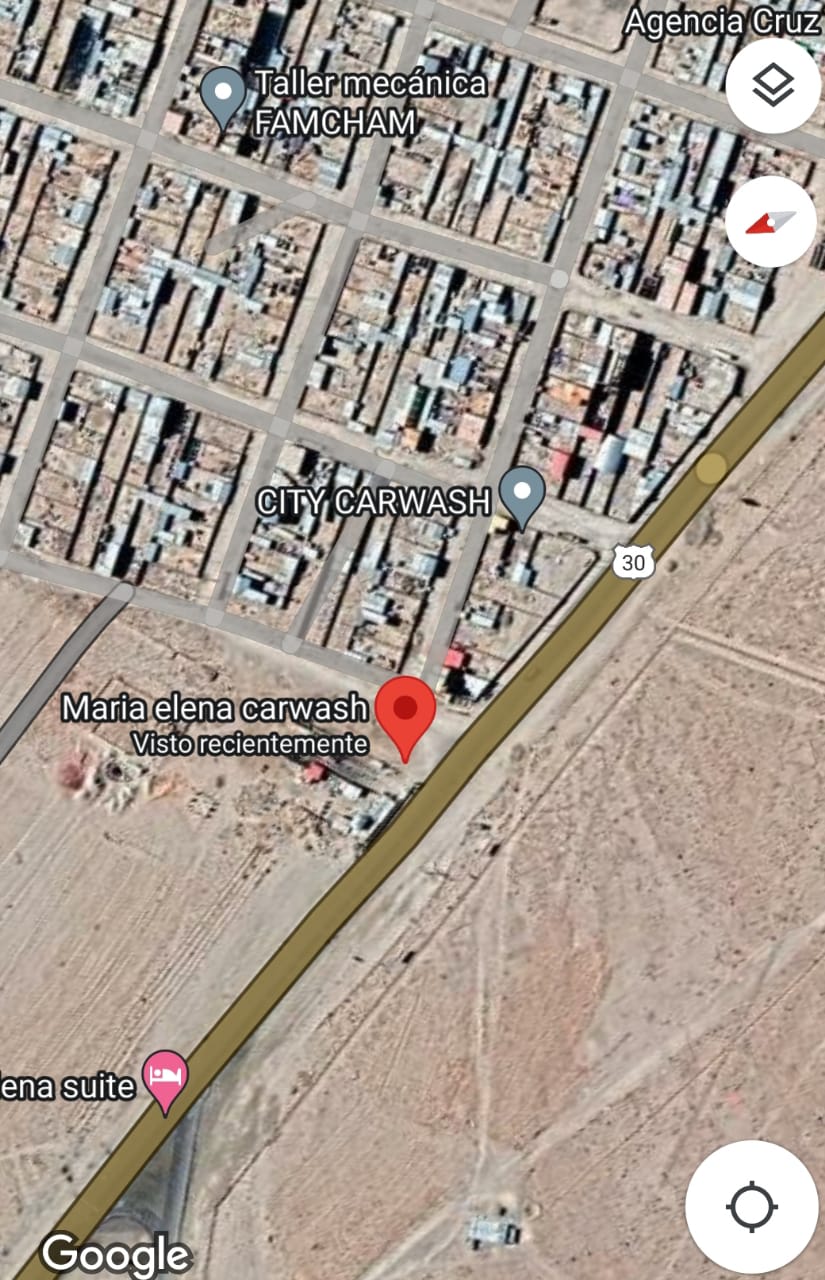 Agencia Cruz
Taller mecánica
FAMCHAM
CITY CARWASH
30
Maria elena carwash
Visto recientemente
ena suite
Google